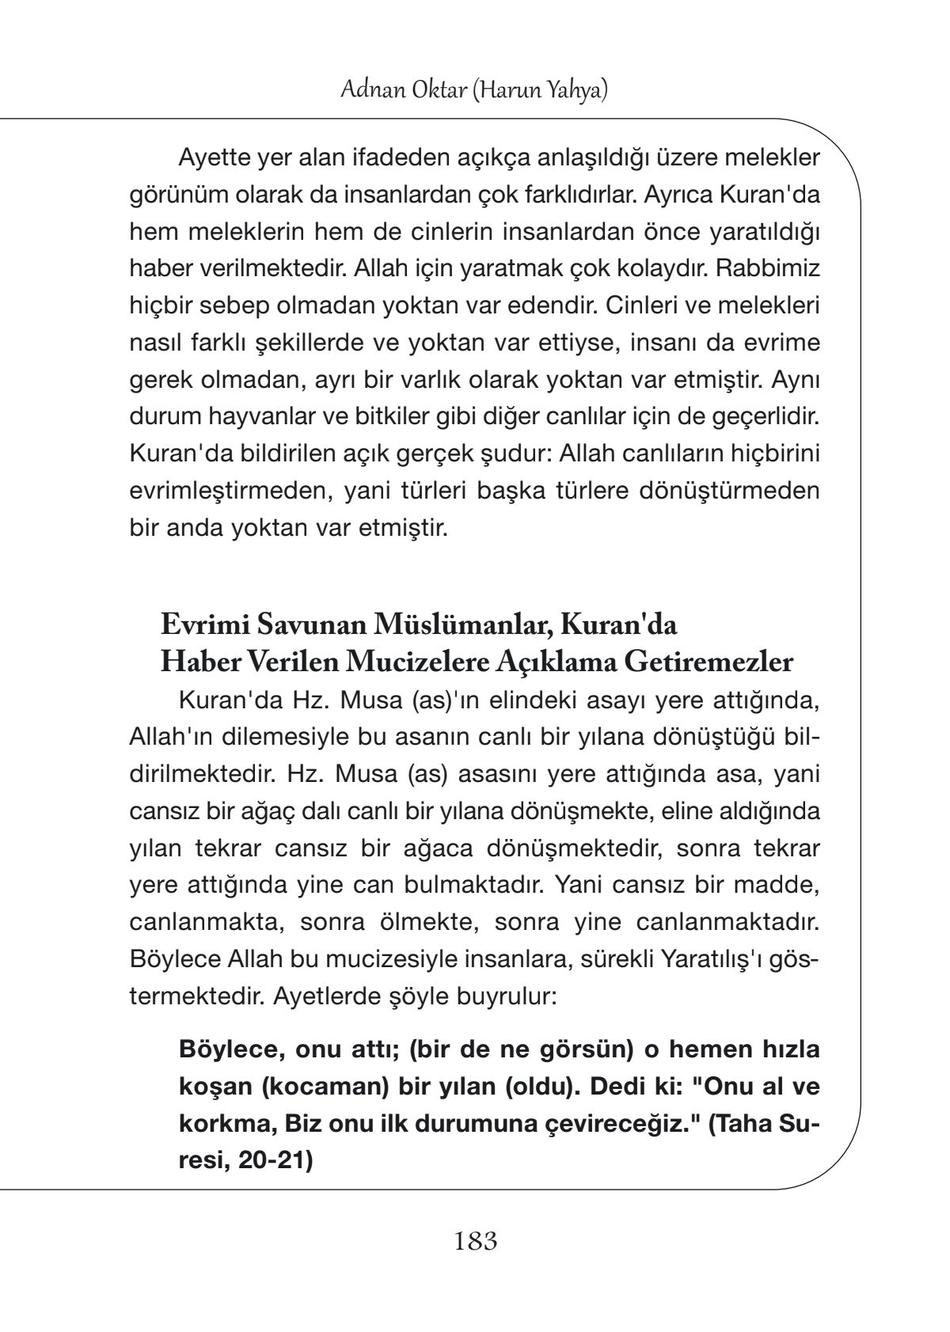 Adnan Oktar (Harun Yahya)
Ayette yer alan ifadeden açıkça anlaşıldığı üzere melekler
görünüm olarak da insanlardan çok farklıdırlar. Ayrıca Kuran'da
hem meleklerin hem de cinlerin insanlardan önce yaratıldığı
haber verilmektedir. Allah için yaratmak çok kolaydır. Rabbimiz
hiçbir sebep olmadan yoktan var edendir. Cinleri ve melekleri
nasıl farklı şekillerde ve yoktan var ettiyse, insanı da evrime
gerek olmadan, ayrı bir varlık olarak yoktan var etmiştir. Aynı
durum hayvanlar ve bitkiler gibi diğer canlılar için de geçerlidir.
Kuran'da bildirilen açık gerçek şudur: Allah canlıların hiçbirini
evrimleştirmeden, yani türleri başka türlere dönüştürmeden
bir anda yoktan var etmiştir.
Evrimi Savunan Müslümanlar, Kuran'da
Haber Verilen Mucizelere Açıklama Getiremezler
Kuran'da Hz. Musa (as)'ın elindeki asayı yere attığında,
Allah'ın dilemesiyle bu asanın canlı bir yılana dönüştüğü bil-
dirilmektedir. Hz. Musa (as) asasını yere attığında asa, yani
cansız bir ağaç dalı canlı bir yılana dönüşmekte, eline aldığında
yılan tekrar cansız bir ağaca dönüşmektedir, sonra tekrar
yere attığında yine can bulmaktadır. Yani cansız bir madde,
canlanmakta, sonra ölmekte, sonra yine canlanmaktadır.
Böylece Allah bu mucizesiyle insanlara, sürekli Yaratılış'ı gös-
termektedir. Ayetlerde şöyle buyrulur:
Böylece, onu attı; (bir de ne görsün) o hemen hızla
koşan (kocaman) bir yılan (oldu). Dedi ki: "Onu al ve
korkma, Biz onu ilk durumuna çevireceğiz." (Taha Su-
resi, 20-21)
183